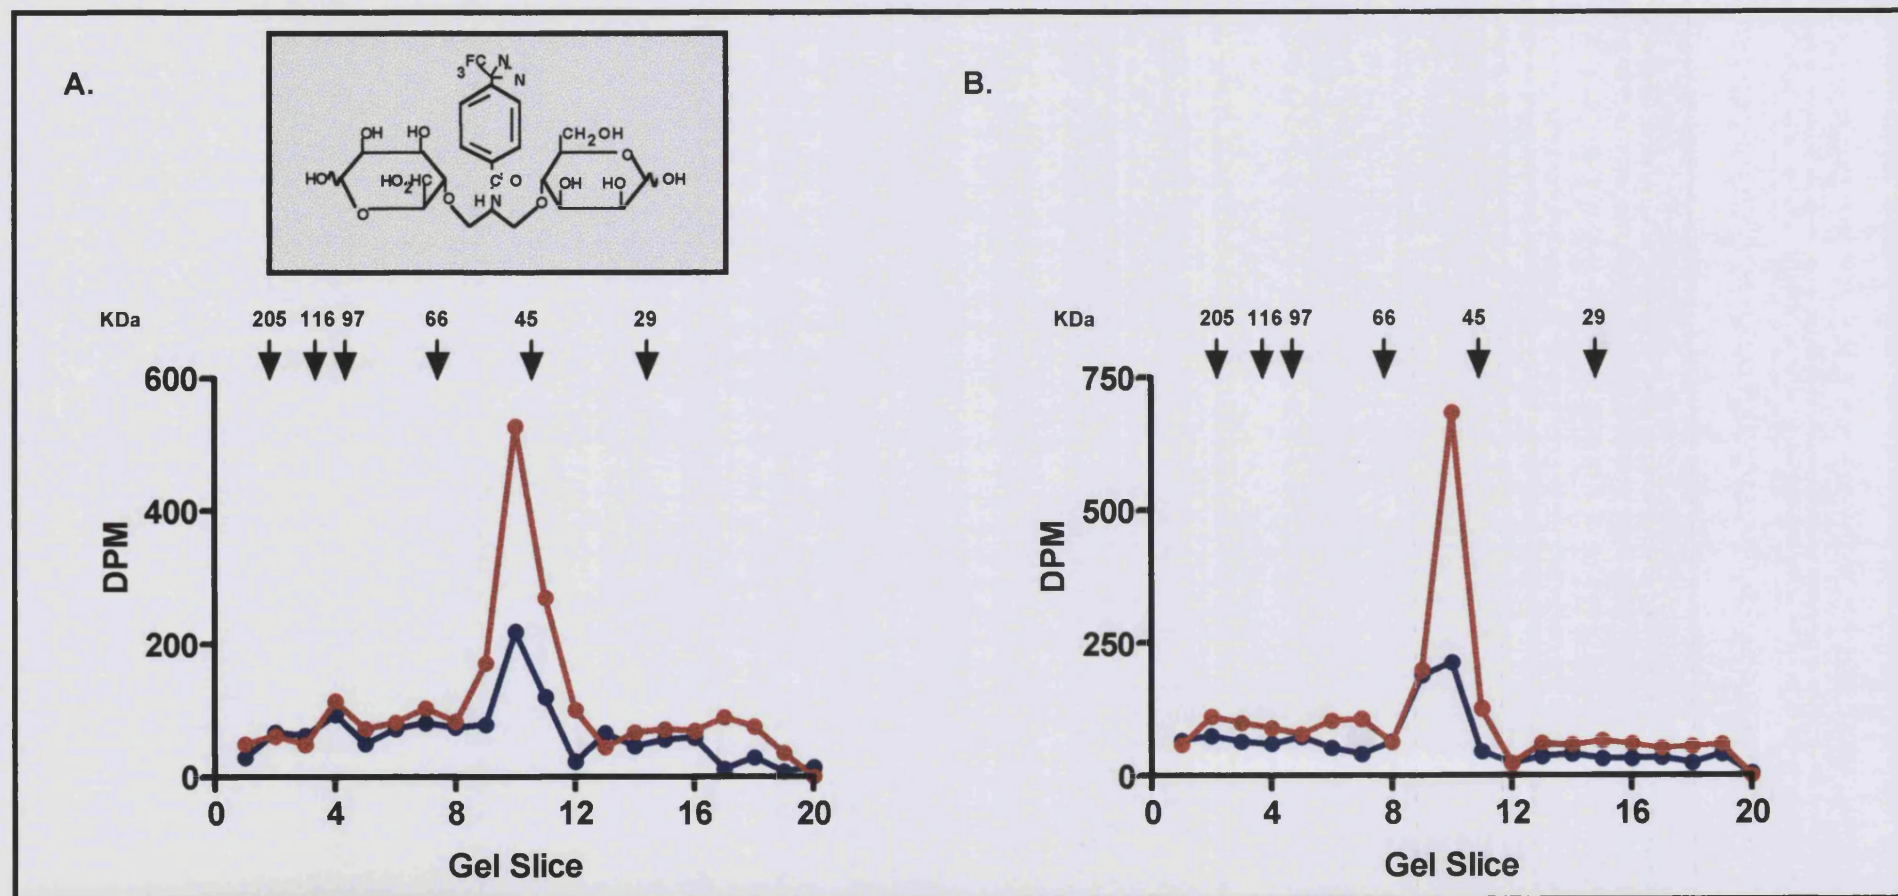 A.
B.
FC N.
3 N
OH HO CH2OH
O
HO HO2HC C O OH HO OH
O HN O
O
KDa 205 116 97 66 45 29
KDa 205 116 97 66 45 29
600
400
200
0
DPM
0 4 8 12 16 20
Gel Slice
750
500
250
0
DPM
0 4 8 12 16 20
Gel Slice